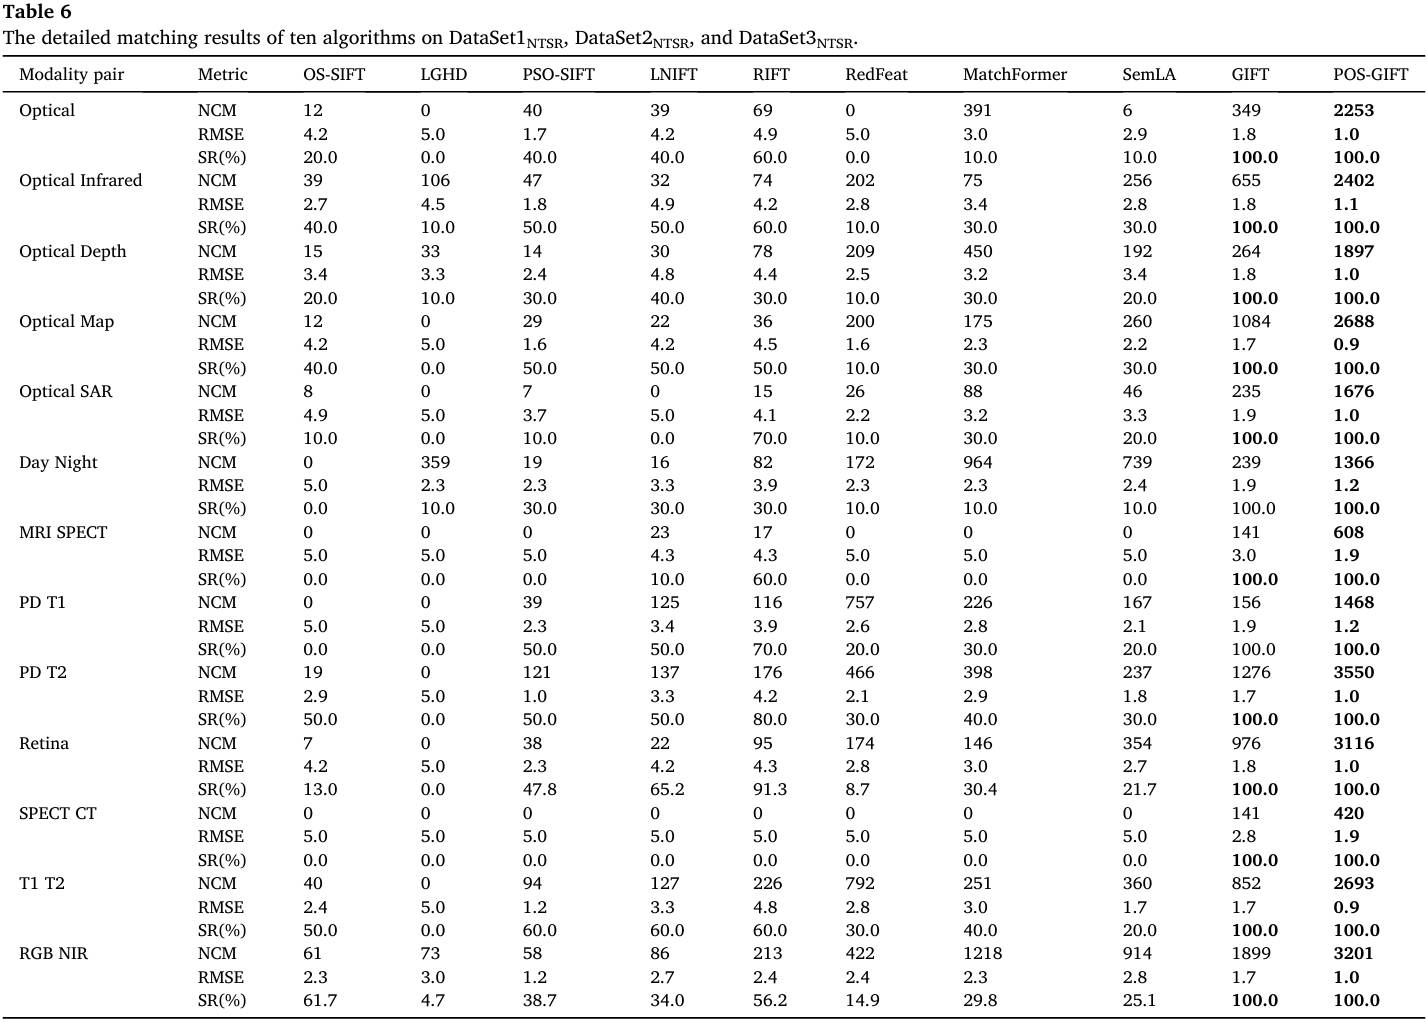 Table 6
The detailed matching results of ten algorithms on DataSet1NTSR, DataSet2NTSR, and DataSet3NTSR.
Modality pair Metric OS-SIFT LGHD PSO-SIFT LNIFT RIFT RedFeat MatchFormer SemLA GIFT POS-GIFT
Optical NCM 12 0 40 39 69 0 391 6 349 2253
RMSE 4.2 5.0 1.7 4.2 4.9 5.0 3.0 2.9 1.8 1.0
SR(%) 20.0 0.0 40.0 40.0 60.0 0.0 10.0 10.0 100.0 100.0
Optical Infrared NCM 39 106 47 32 74 202 75 256 655 2402
RMSE 2.7 4.5 1.8 4.9 4.2 2.8 3.4 2.8 1.8 1.1
SR(%) 40.0 10.0 50.0 50.0 60.0 10.0 30.0 30.0 100.0 100.0
Optical Depth NCM 15 33 14 30 78 209 450 192 264 1897
RMSE 3.4 3.3 2.4 4.8 4.4 2.5 3.2 3.4 1.8 1.0
SR(%) 20.0 10.0 30.0 40.0 30.0 10.0 30.0 20.0 100.0 100.0
Optical Map NCM 12 0 29 22 36 200 175 260 1084 2688
RMSE 4.2 5.0 1.6 4.2 4.5 1.6 2.3 2.2 1.7 0.9
SR(%) 40.0 0.0 50.0 50.0 50.0 10.0 30.0 30.0 100.0 100.0
Optical SAR NCM 8 0 7 0 15 26 88 46 235 1676
RMSE 4.9 5.0 3.7 5.0 4.1 2.2 3.2 3.3 1.9 1.0
SR(%) 10.0 0.0 10.0 0.0 70.0 10.0 30.0 20.0 100.0 100.0
Day Night NCM 0 359 19 16 82 172 964 739 239 1366
RMSE 5.0 2.3 2.3 3.3 3.9 2.3 2.3 2.4 1.9 1.2
SR(%) 0.0 10.0 30.0 30.0 30.0 10.0 10.0 10.0 100.0 100.0
MRI SPECT NCM 0 0 0 23 17 0 0 0 141 608
RMSE 5.0 5.0 5.0 4.3 4.3 5.0 5.0 5.0 3.0 1.9
SR(%) 0.0 0.0 0.0 10.0 60.0 0.0 0.0 0.0 100.0 100.0
PD T1 NCM 0 0 39 125 116 757 226 167 156 1468
RMSE 5.0 5.0 2.3 3.4 3.9 2.6 2.8 2.1 1.9 1.2
SR(%) 0.0 0.0 50.0 50.0 70.0 20.0 30.0 20.0 100.0 100.0
PD T2 NCM 19 0 121 137 176 466 398 237 1276 3550
RMSE 2.9 5.0 1.0 3.3 4.2 2.1 2.9 1.8 1.7 1.0
SR(%) 50.0 0.0 50.0 50.0 80.0 30.0 40.0 30.0 100.0 100.0
Retina NCM 7 0 38 22 95 174 146 354 976 3116
RMSE 4.2 5.0 2.3 4.2 4.3 2.8 3.0 2.7 1.8 1.0
SR(%) 13.0 0.0 47.8 65.2 91.3 8.7 30.4 21.7 100.0 100.0
SPECT CT NCM 0 0 0 0 0 0 0 0 141 420
RMSE 5.0 5.0 5.0 5.0 5.0 5.0 5.0 5.0 2.8 1.9
SR(%) 0.0 0.0 0.0 0.0 0.0 0.0 0.0 0.0 100.0 100.0
T1 T2 NCM 40 0 94 127 226 792 251 360 852 2693
RMSE 2.4 5.0 1.2 3.3 4.8 2.8 3.0 1.7 1.7 0.9
SR(%) 50.0 0.0 60.0 60.0 60.0 30.0 40.0 20.0 100.0 100.0
RGB NIR NCM 61 73 58 86 213 422 1218 914 1899 3201
RMSE 2.3 3.0 1.2 2.7 2.4 2.4 2.3 2.8 1.7 1.0
SR(%) 61.7 4.7 38.7 34.0 56.2 14.9 29.8 25.1 100.0 100.0